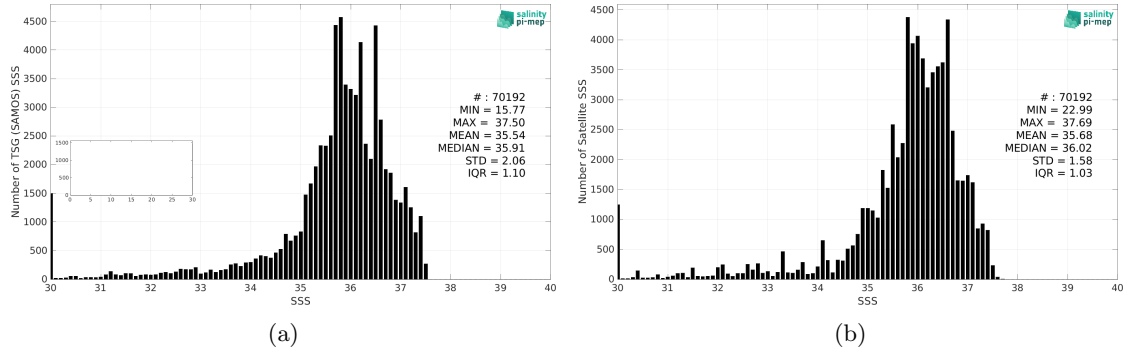 4500
4000
3500
3000
2500
2000
1500
1000
500
0
Number of TSG (SAMOS) SSS
1500
1000
500
0
0 5 10 15 20 25 30
salinity
pi-mep
# : 70192
MIN = 15.77
MAX = 37.50
MEAN = 35.54
MEDIAN = 35.91
STD = 2.06
IQR = 1.10
30 31 32 33 34 35 36 37 38 39 40
SSS
(a)
4500
4000
3500
3000
2500
2000
1500
1000
500
0
Number of Satellite SSS
salinity
pi-mep
# : 70192
MIN = 22.99
MAX = 37.69
MEAN = 35.68
MEDIAN = 36.02
STD = 1.58
IQR = 1.03
30 31 32 33 34 35 36 37 38 39 40
SSS
(b)